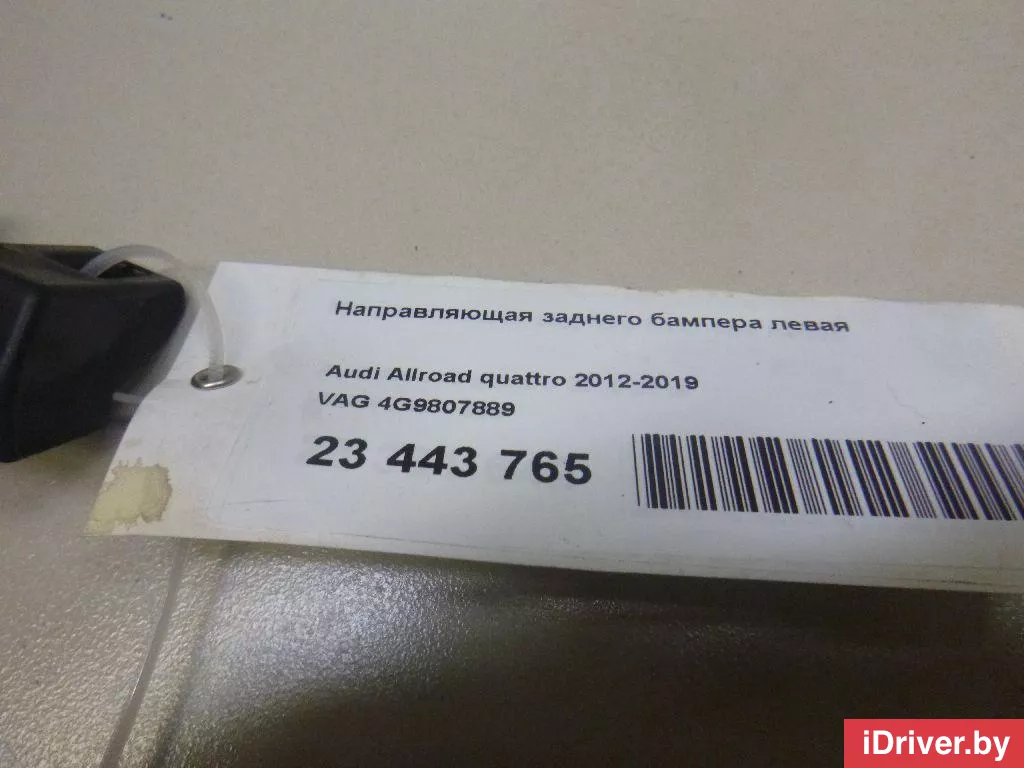 Направляющая заднего бампера левая
Audi Allroad quattro 2012-2019
VAG 4G9807889
23 443 765
iDriver.by